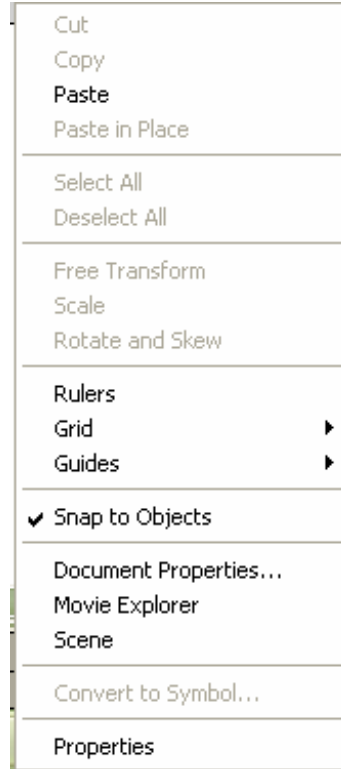 Cut
Copy
Paste
Paste in Place
Select All
Deselect All
Free Transform
Scale
Rotate and Skew
Rulers
Grid
Guides
Snap to Objects
Document Properties...
Movie Explorer
Scene
Convert to Symbol...
Properties